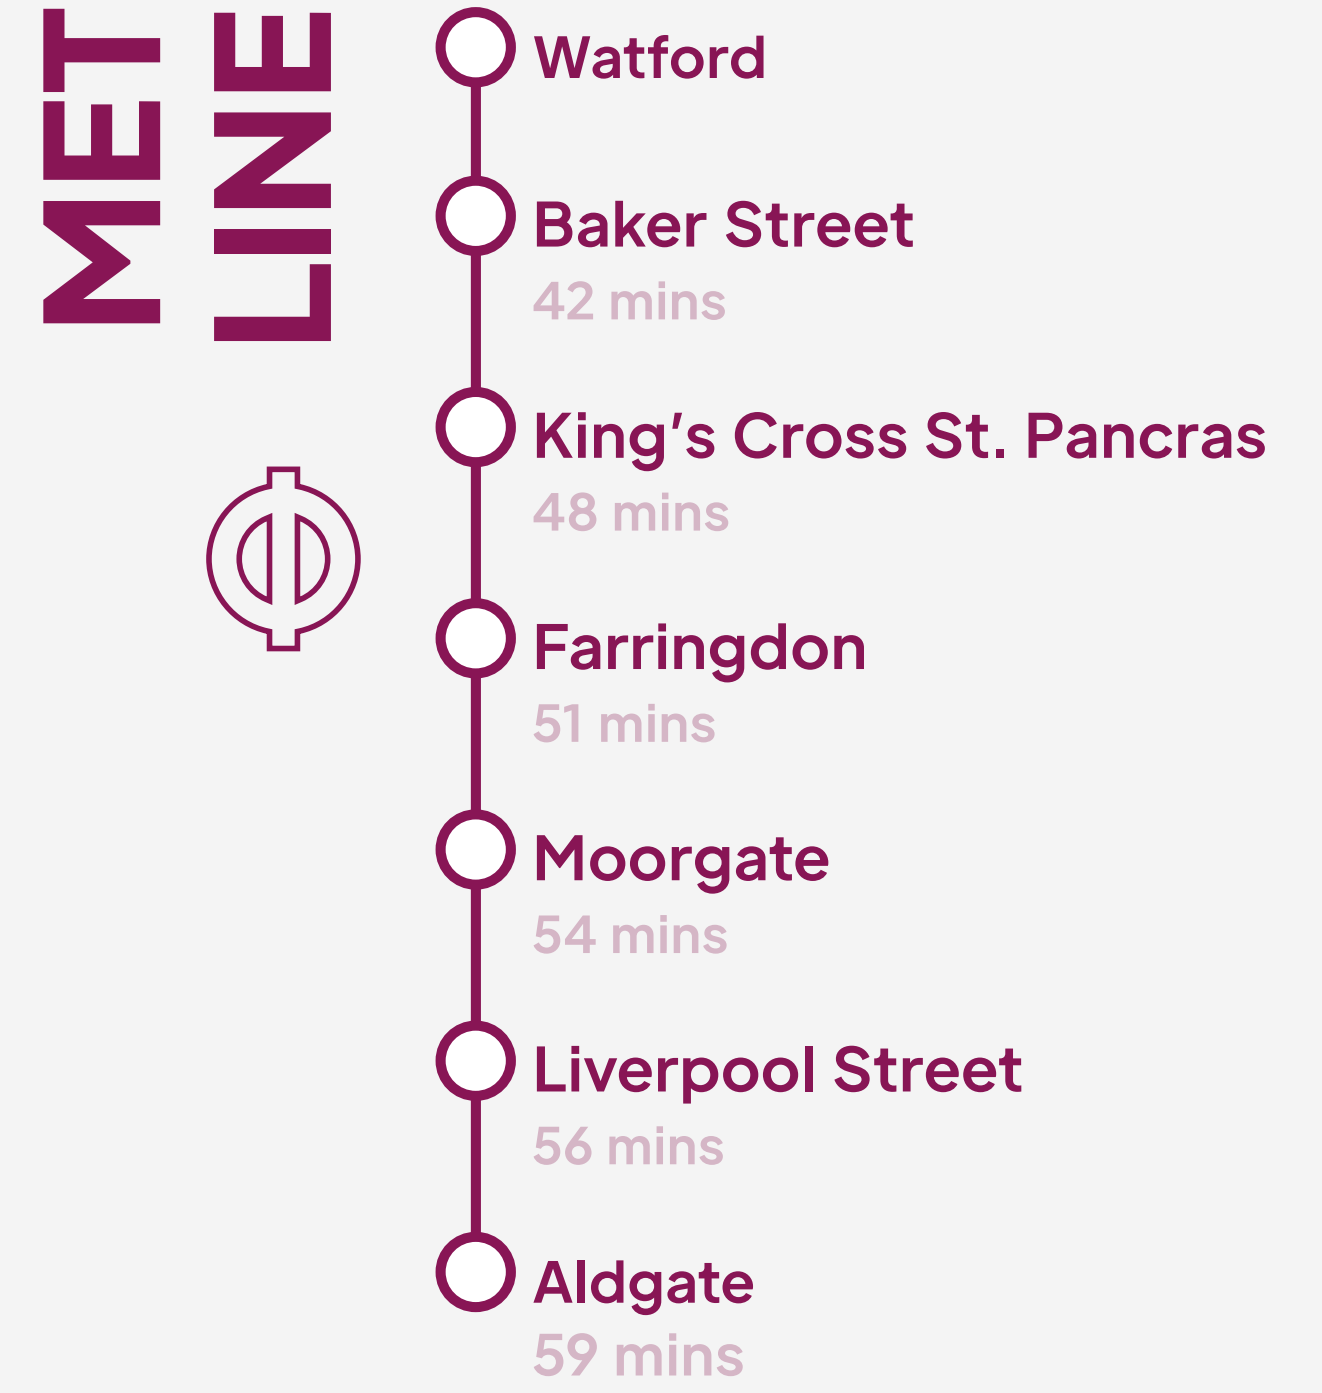 MET
LINE
Watford
Baker Street
42 mins
King’s Cross St. Pancras
48 mins
Farringdon
51 mins
Moorgate
54 mins
Liverpool Street
56 mins
Aldgate
59 mins